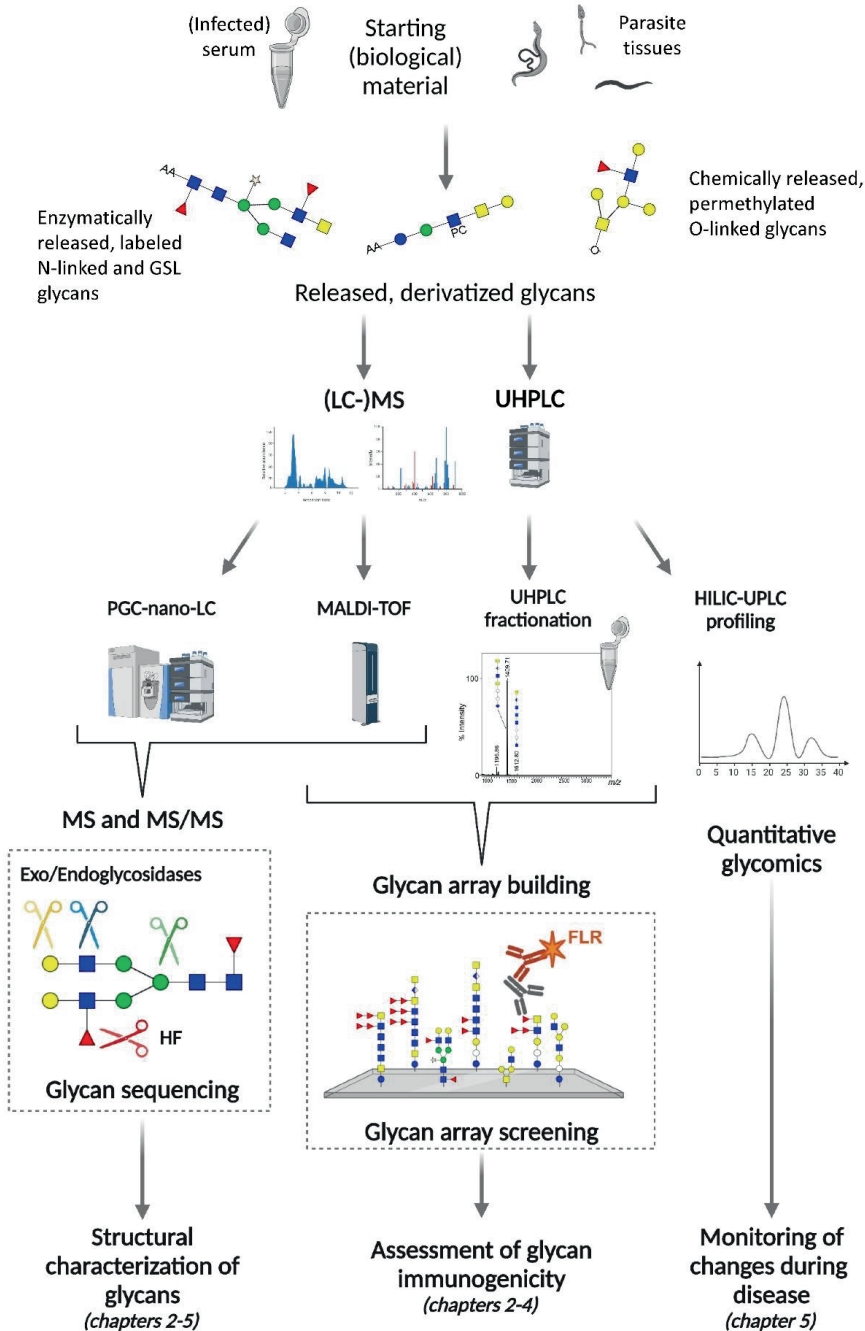 (Infected)
serum
Starting
(biological)
material
Parasite
tissues
AA
Enzymatically
released, labeled
N-linked and GSL
glycans
AA
PC
Chemically released,
permethylated
O-linked glycans
Released, derivatized glycans
(LC-)MS
UHPLC
PGC-nano-LC
MALDI-TOF
UHPLC
fractionation
HILIC-UPLC
profiling
100
% Intensity
0
1409.71
1612.80
1000
1500
2000
2500
3000
m/z
0 5 10 15 20 25 30 35 40
MS and MS/MS
Exo/Endoglycosidases
HF
Glycan sequencing
Glycan array building
FLR
Glycan array screening
Quantitative
glycomics
Structural
characterization of
glycans
(chapters 2-5)
Assessment of glycan
immunogenicity
(chapters 2-4)
Monitoring of
changes during
disease
(chapter 5)